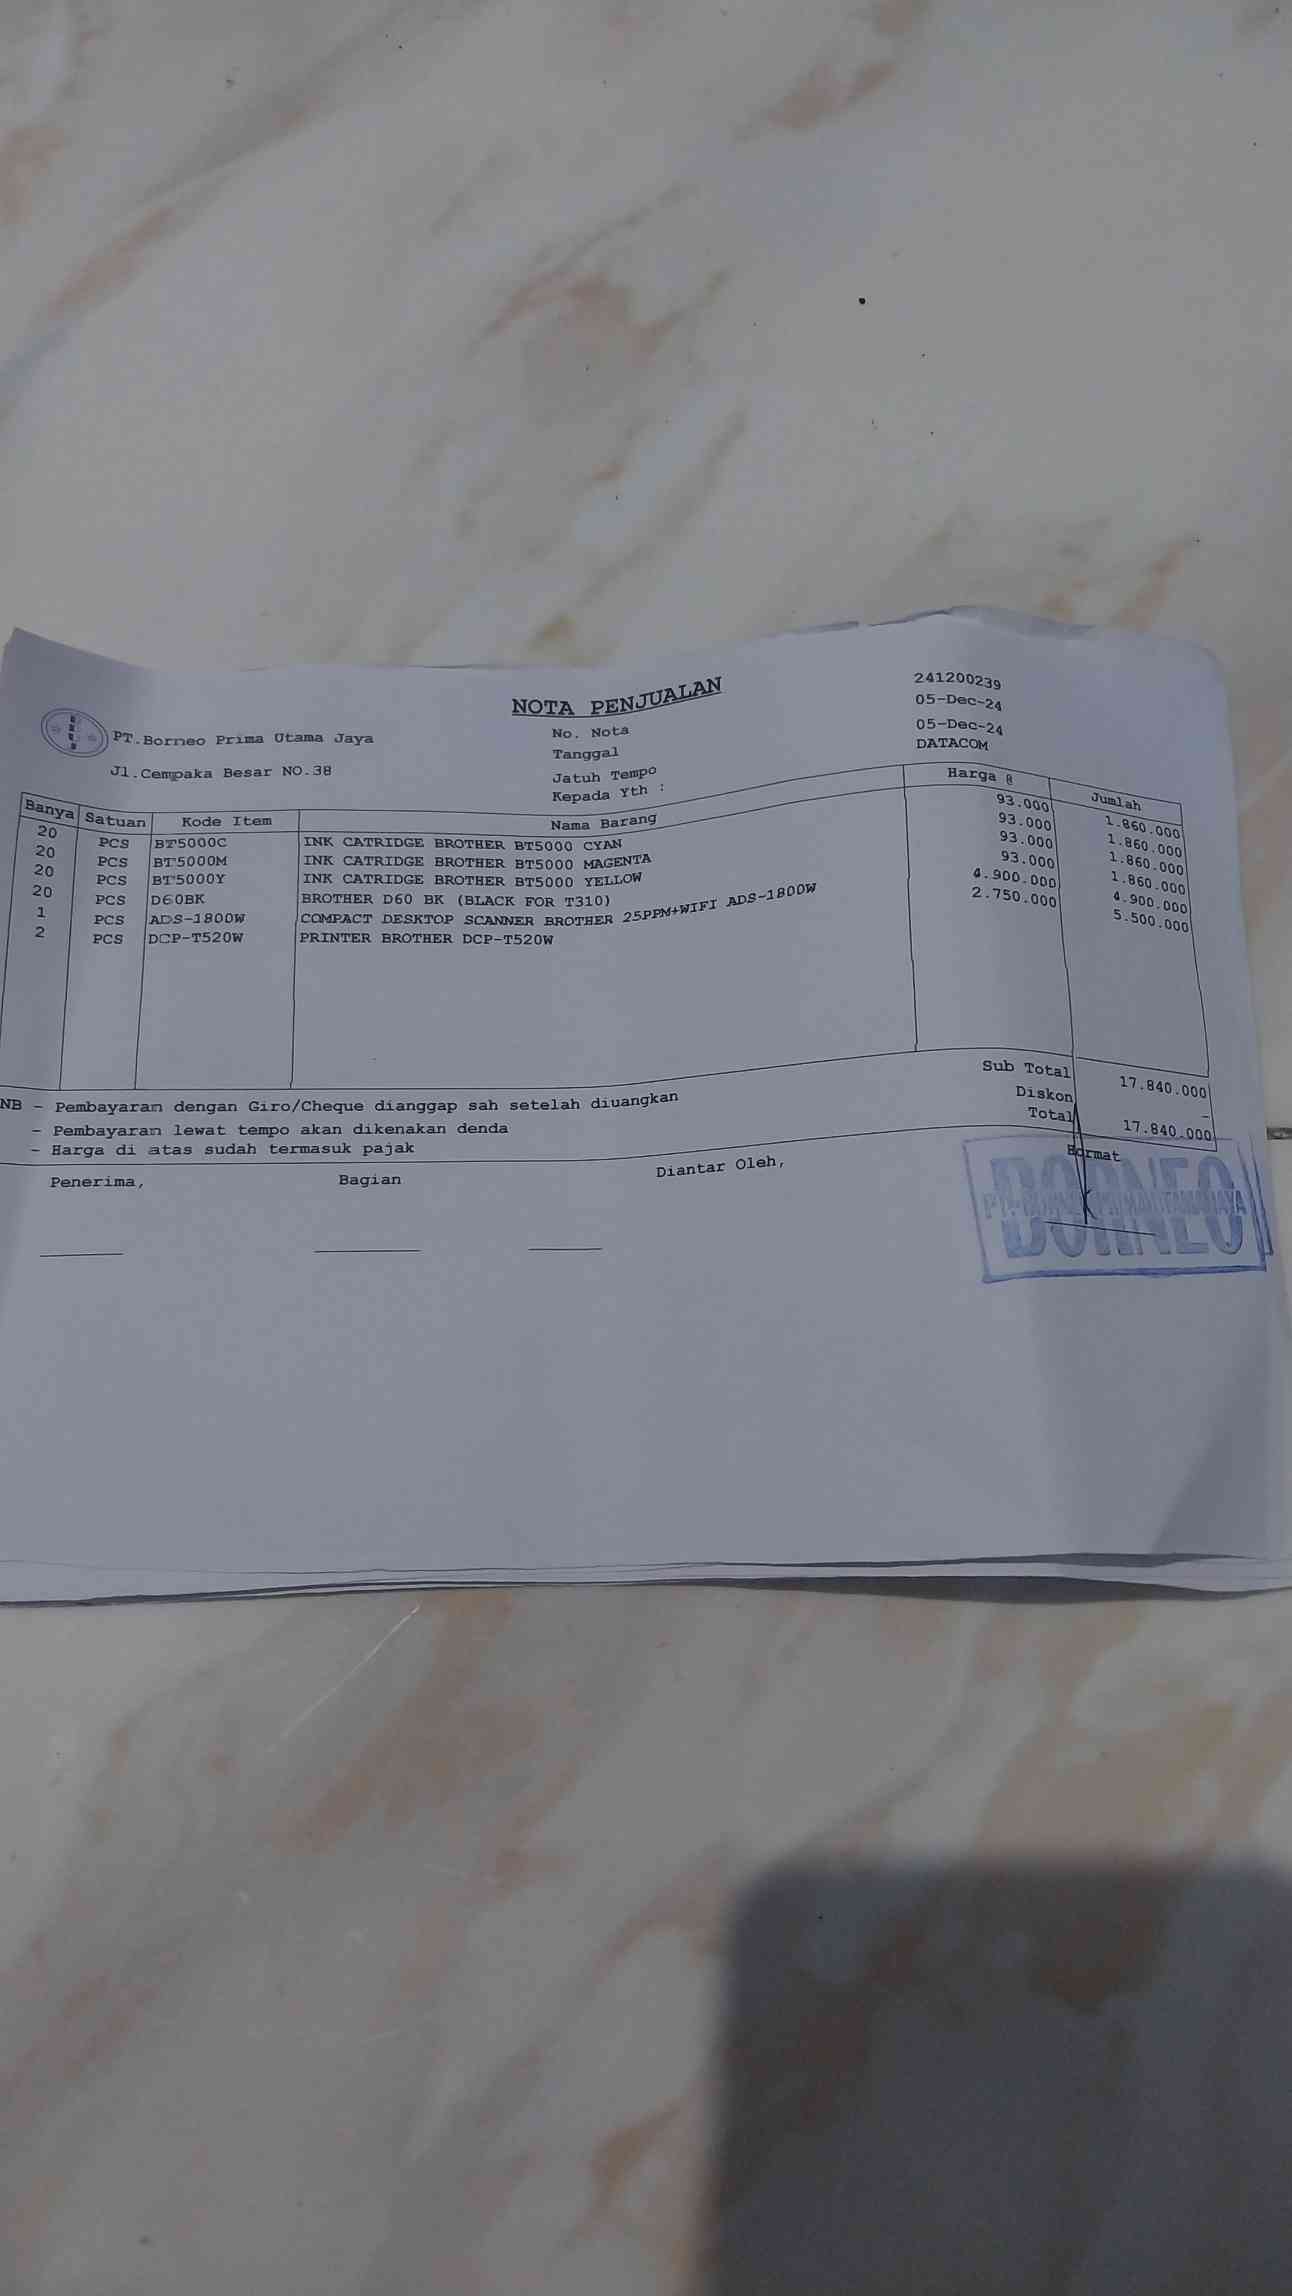 NOTA PENJUALAN
PT.Borneo Prima Utama Jaya
Jl.Cempaka Besar NO.38
No. Nota 241200239
Tanggal 05-Dec-24
Jatuh Tempo 05-Dec-24
Kepada Yth : DATACOM
Banya Satuan Kode Item Nama Barang Harga @ Jumlah
20 PCS BT5000C INK CATRIDGE BROTHER BT5000 CYAN 93.000 1.860.000
20 PCS BT5000M INK CATRIDGE BROTHER BT5000 MAGENTA 93.000 1.860.000
20 PCS BT5000Y INK CATRIDGE BROTHER BT5000 YELLOW 93.000 1.860.000
20 PCS D60BK BROTHER D60 BK (BLACK FOR T310) 93.000 1.860.000
1 PCS ADS-1800W COMPACT DESKTOP SCANNER BROTHER 25PPM+WIFI ADS-1800W 4.900.000 4.900.000
2 PCS DCP-T520W PRINTER BROTHER DCP-T520W 2.750.000 5.500.000
Sub Total 17.840.000
Diskon -
Total 17.840.000
NB - Pembayaran dengan Giro/Cheque dianggap sah setelah diuangkan
- Pembayaran lewat tempo akan dikenakan denda
- Harga di atas sudah termasuk pajak
Penerima, Bagian Diantar Oleh, Hormat
BORNEO